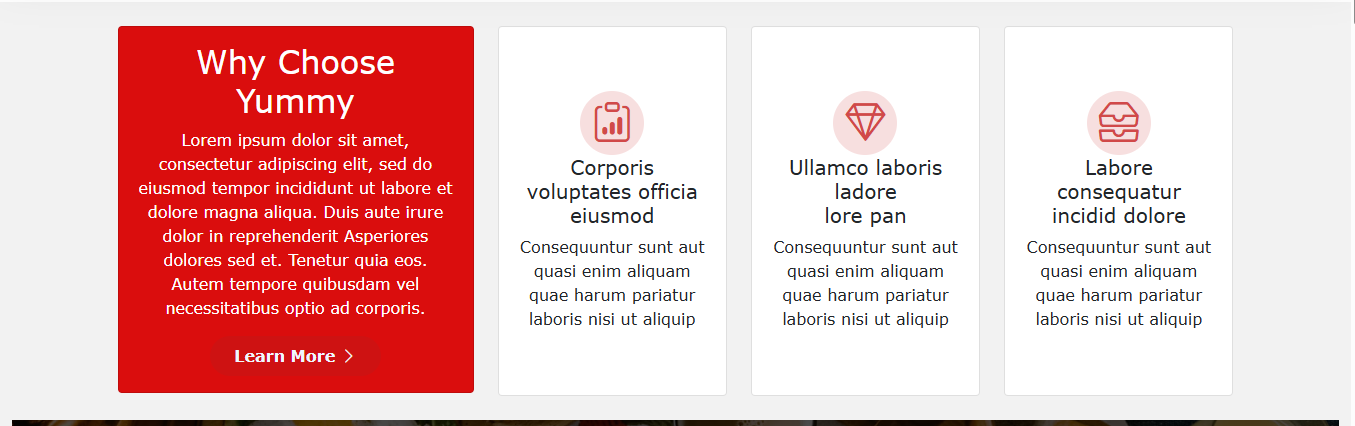 Why Choose
Yummy
Lorem ipsum dolor sit amet,
consectetur adipiscing elit, sed do
eiusmod tempor incididunt ut labore et
dolore magna aliqua. Duis aute irure
dolor in reprehenderit Asperiores
dolores sed et. Tenetur quia eos.
Autem tempore quibusdam vel
necessitatibus optio ad corporis.
Learn More
Corporis
voluptates officia
eiusmod
Consequuntur sunt aut
quasi enim aliquam
quae harum pariatur
laboris nisi ut aliquip
Ullamco laboris
ladore
lore pan
Consequuntur sunt aut
quasi enim aliquam
quae harum pariatur
laboris nisi ut aliquip
Labore
consequatur
incidid dolore
Consequuntur sunt aut
quasi enim aliquam
quae harum pariatur
laboris nisi ut aliquip